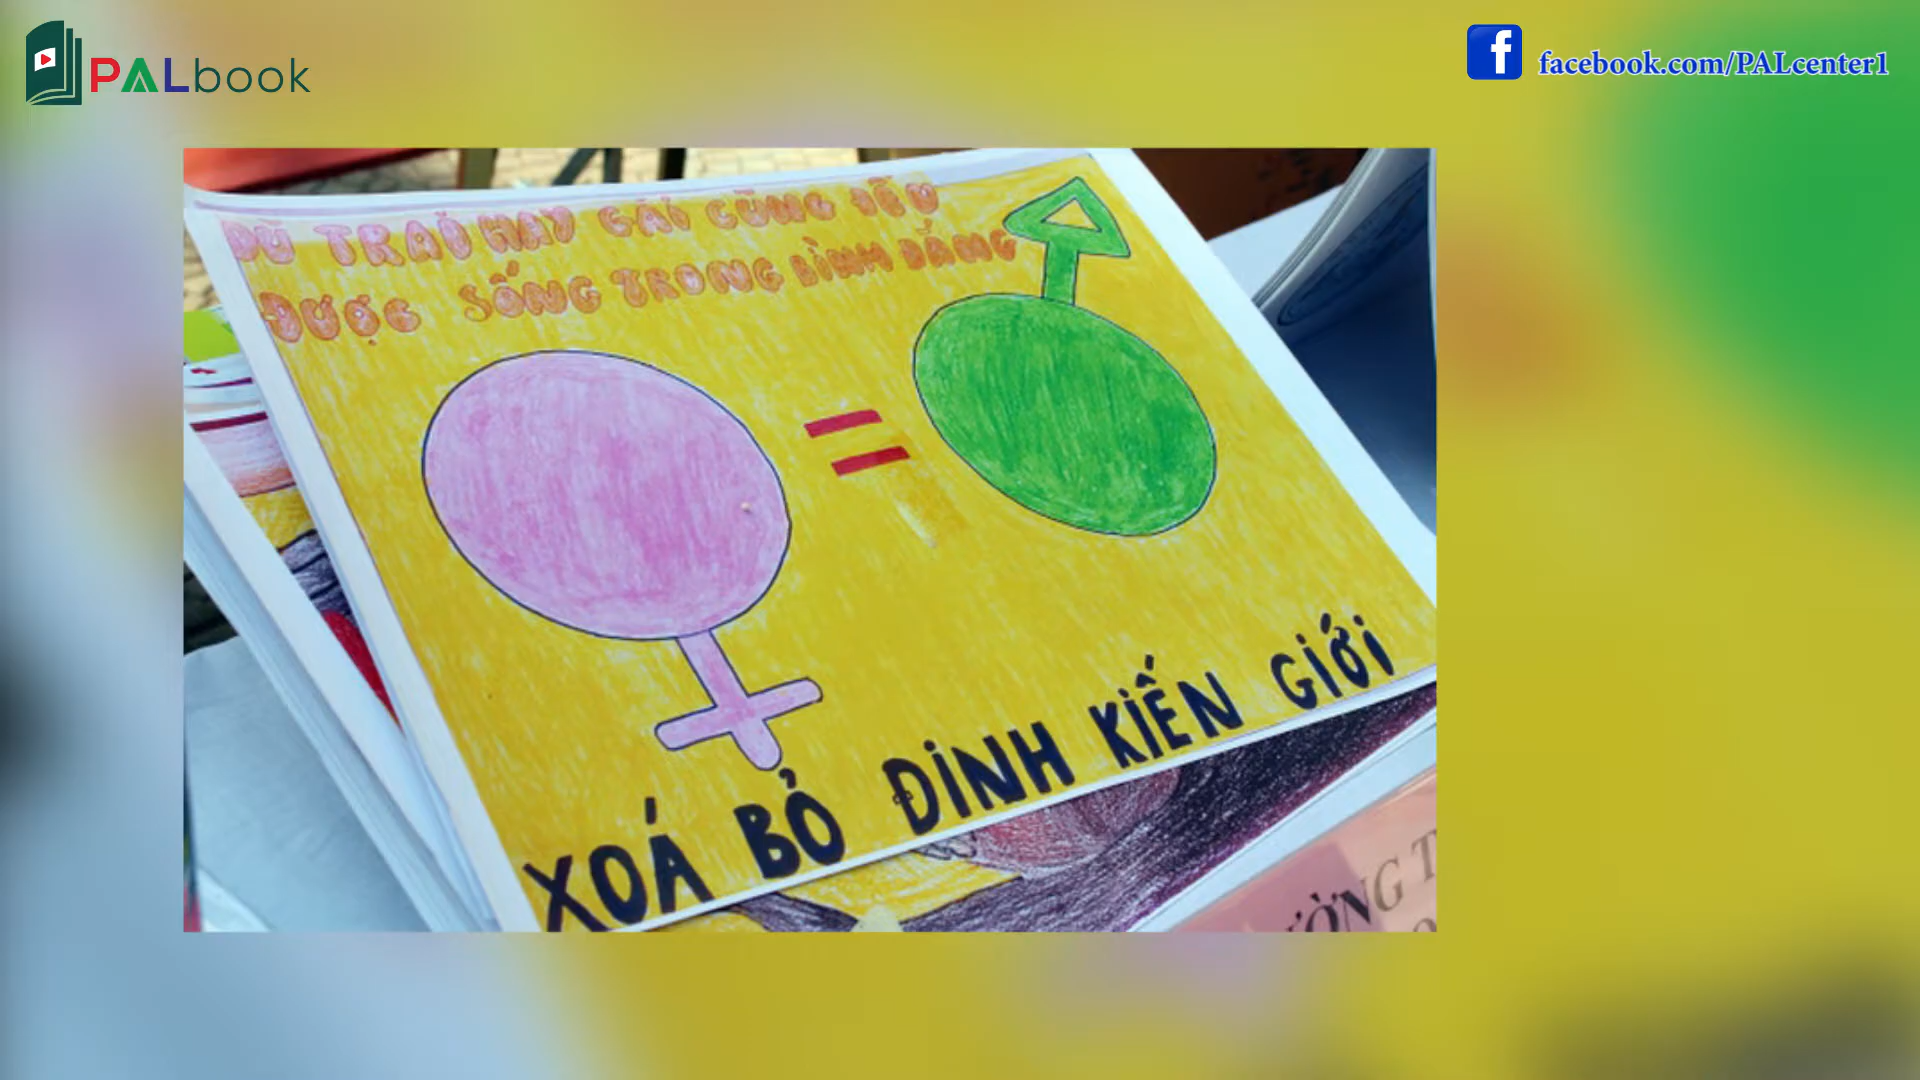 PALbook
facebook.com/PALcenter1
DÙ TRAI HAY GÁI CŨNG ĐỀU
ĐƯỢC SỐNG TRONG BÌNH ĐẲNG
XOÁ BỎ ĐỊNH KIẾN GIỚI